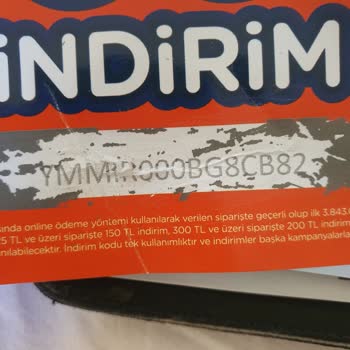 İNDİRİM
YMMIR000BG8CB82
sında online ödeme yöntemi kullanılarak verilen siparişte geçerli olup ilk 3.843.
25 TL ve üzeri siparişte 150 TL indirim, 300 TL ve üzeri siparişte 200 TL indirim
nılabilecektir. İndirim kodu tek kullanımlıktır ve indirimler başka kampanyalarla